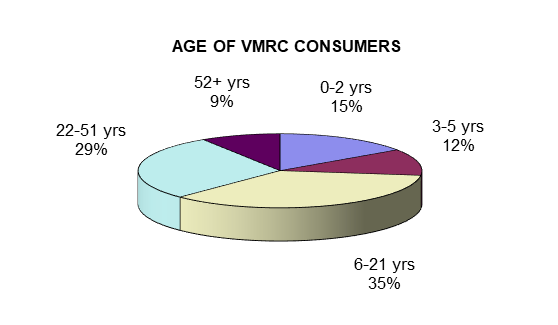 AGE OF VMRC CONSUMERS
52+ yrs
9%
0-2 yrs
15%
3-5 yrs
12%
22-51 yrs
29%
6-21 yrs
35%